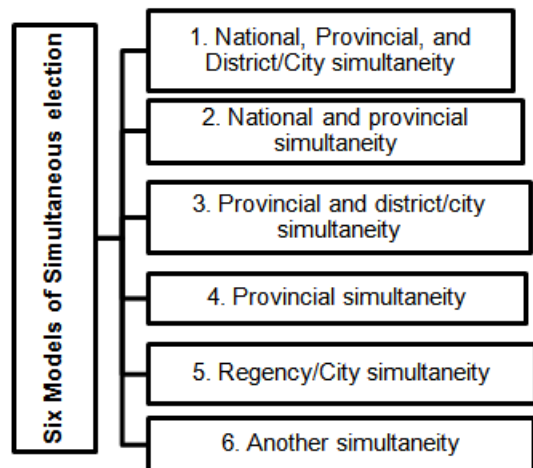 Six Models of Simultaneous election
1. National, Provincial, and
District/City simultaneity
2. National and provincial
simultaneity
3. Provincial and district/city
simultaneity
4. Provincial simultaneity
5. Regency/City simultaneity
6. Another simultaneity